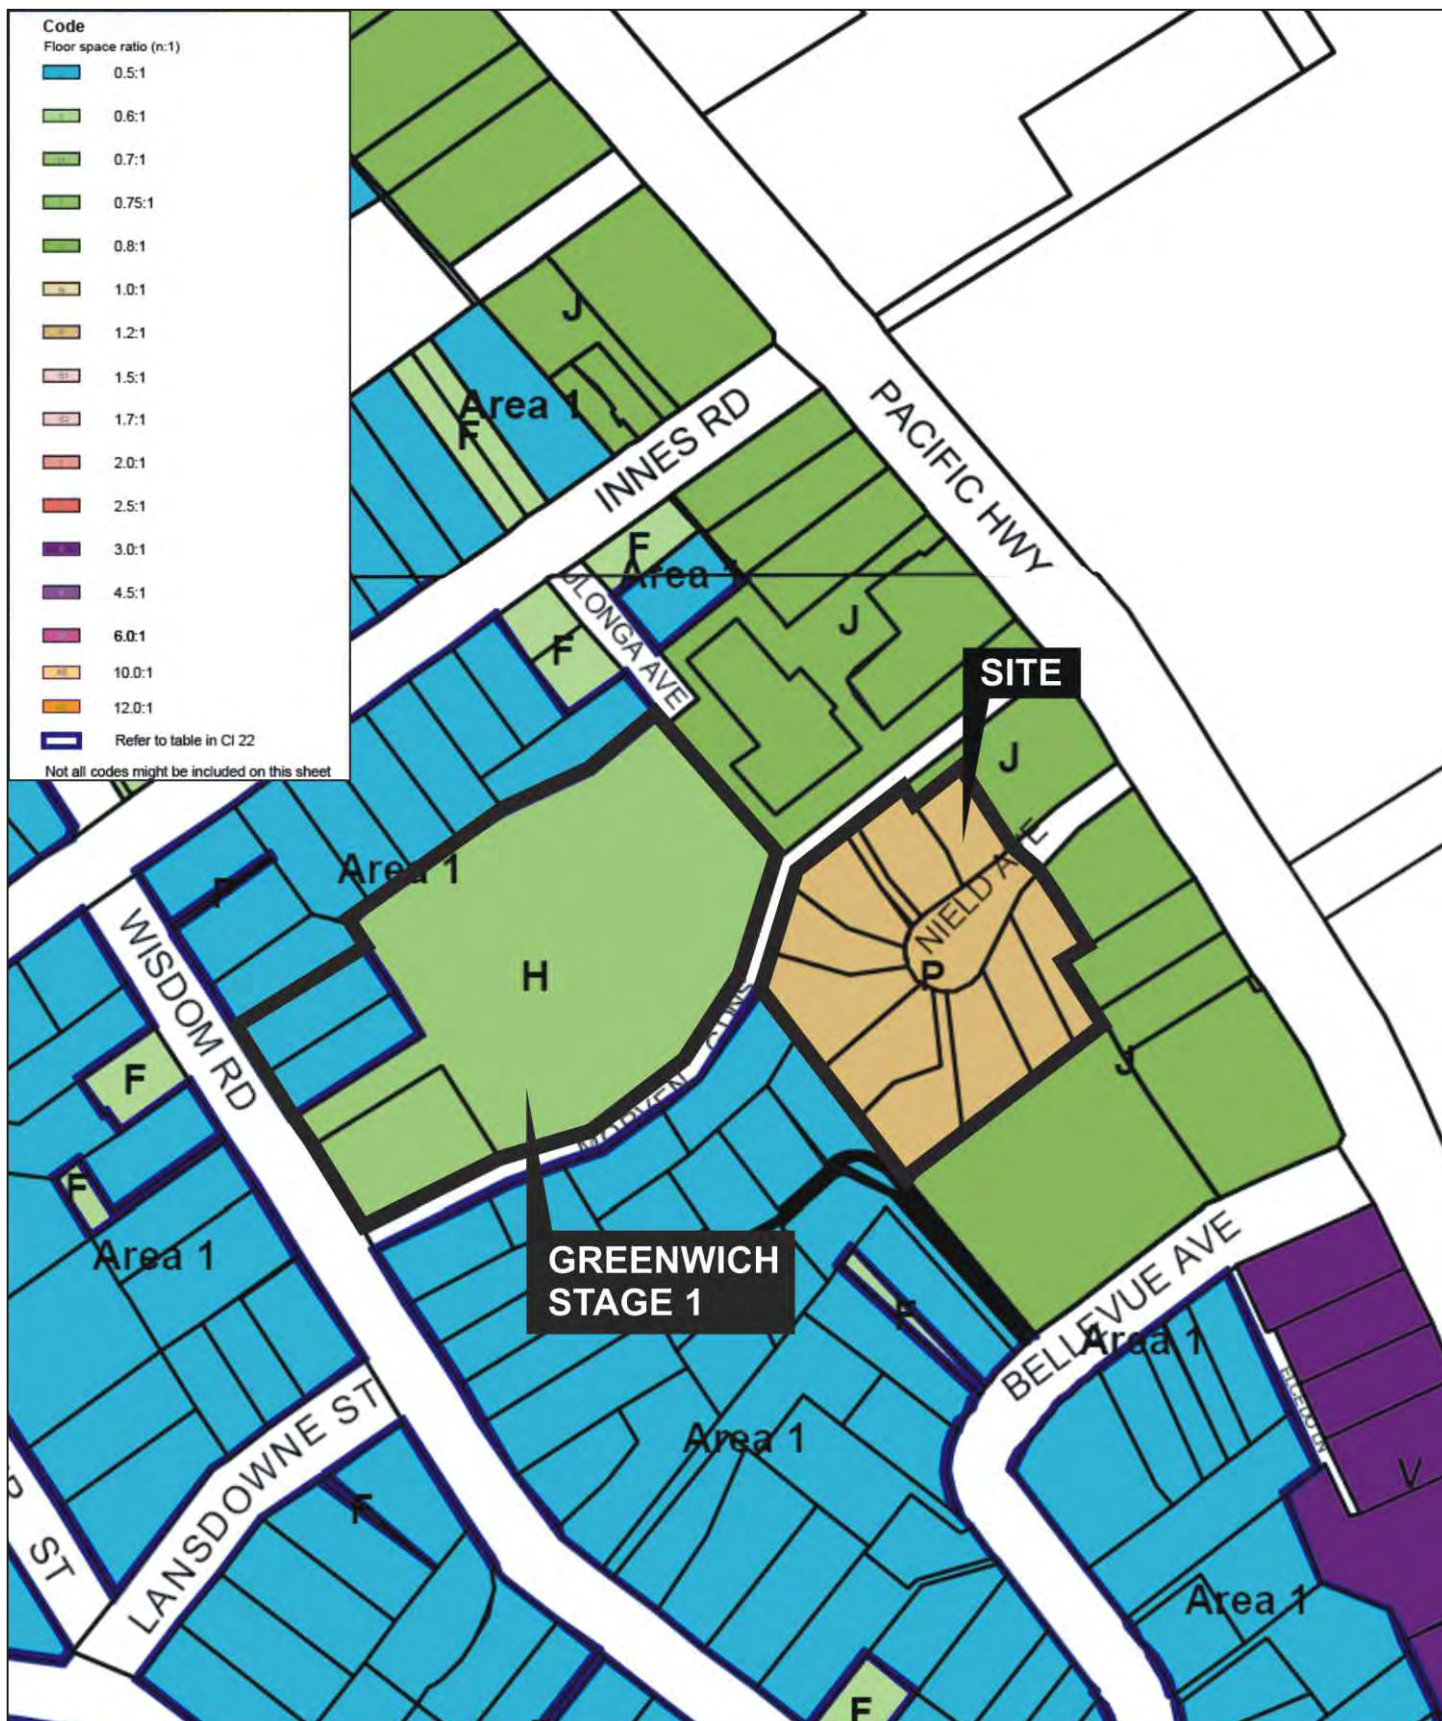 Code
Floor space ratio (n:1)
0.5:1
0.6:1
0.7:1
0.75:1
0.8:1
1.0:1
1.2:1
1.5:1
1.7:1
2.0:1
2.5:1
3.0:1
4.5:1
6.0:1
10.0:1
12.0:1
Refer to table in Cl 22
Not all codes might be included on this sheet
J
Area 1
F
INNES RD
PACIFIC HWY
F
Area
J
F
ULONGA AVE
SITE
J
Area 1
F
NIELD AVE
P
H
WISDOM RD
GDNS
J
F
MORVEN
F
Area 1
GREENWICH
STAGE 1
BELLEVUE AVE
F
Area 1
Area 1
LANSDOWNE ST
V
F
ST
Area 1
F